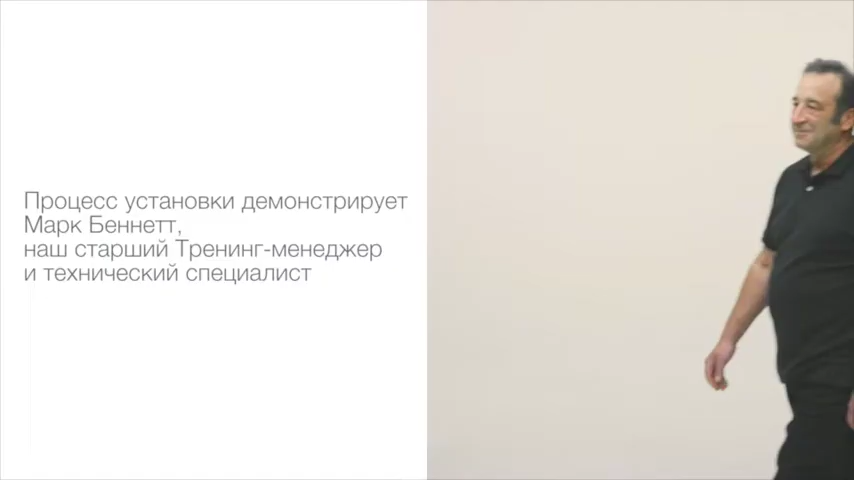 Процесс установки демонстрирует
Марк Беннетт,
наш старший Тренинг-менеджер
и технический специалист